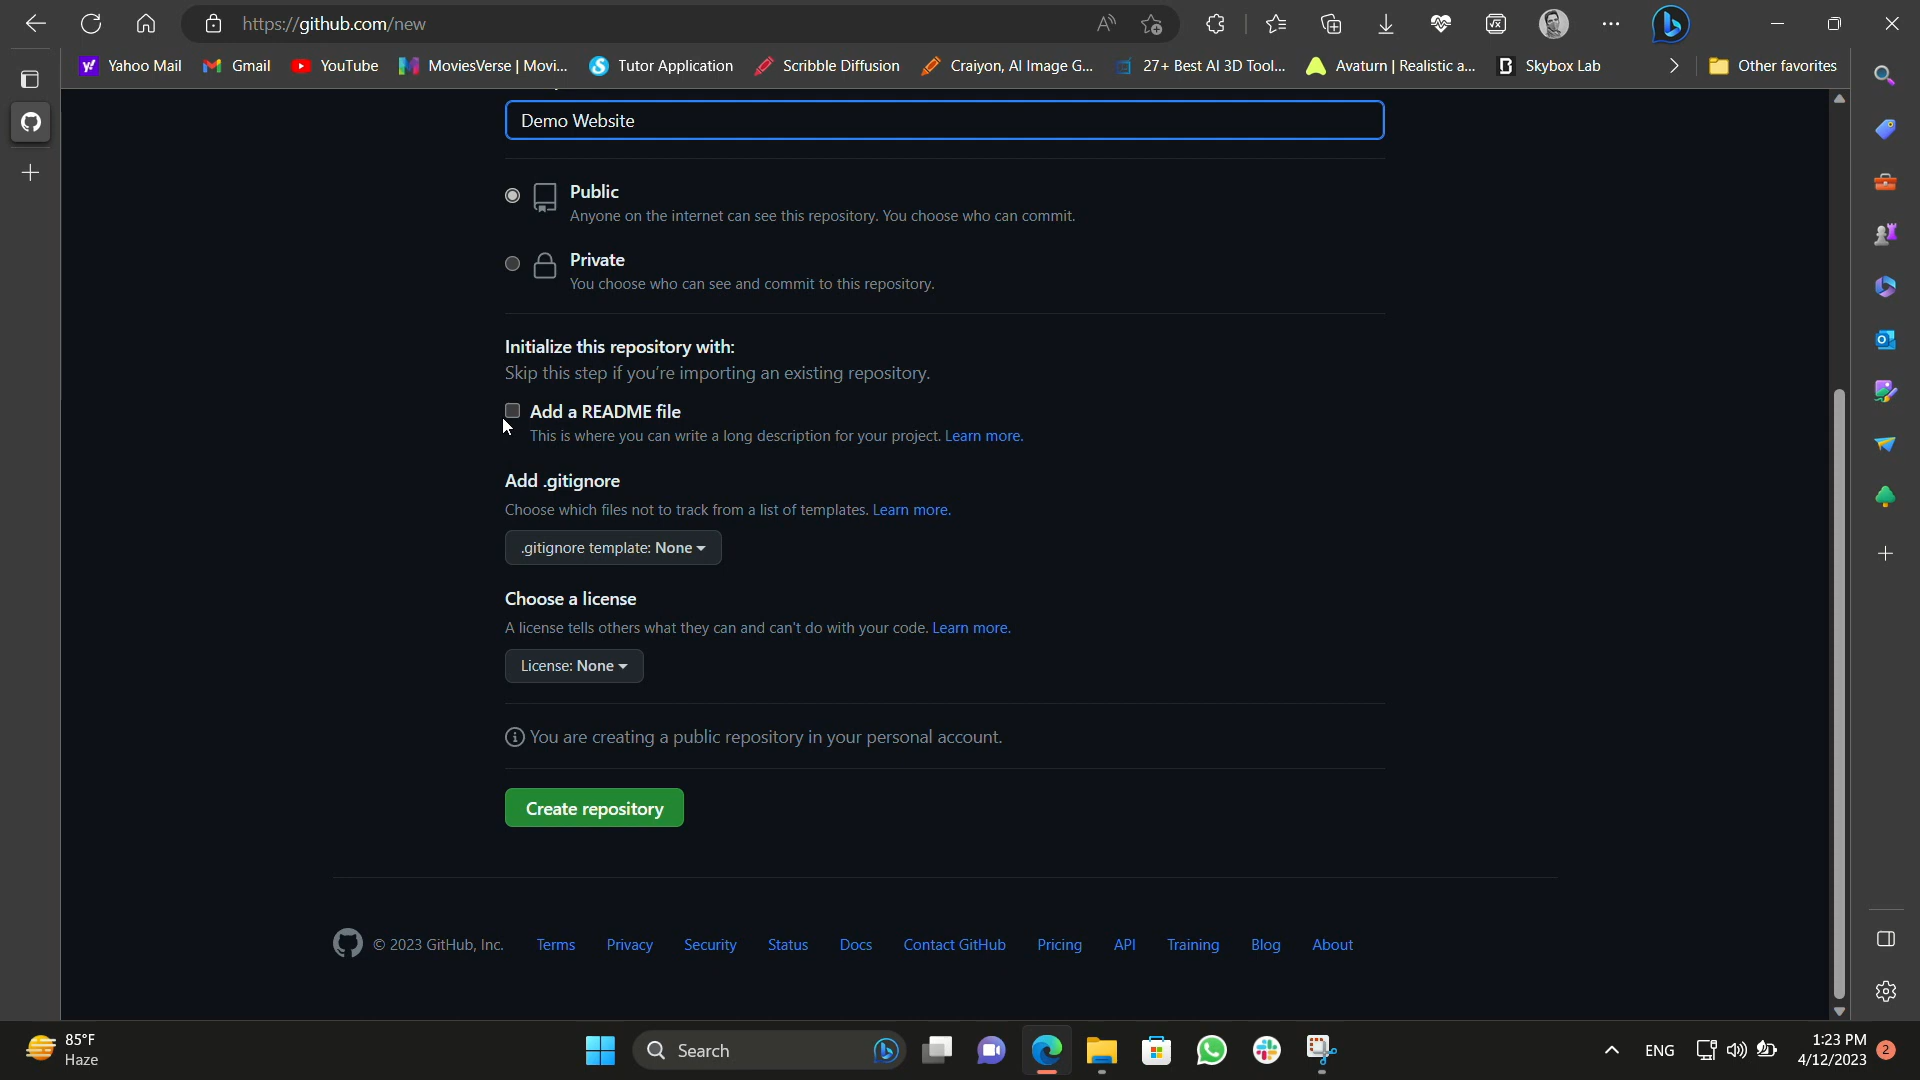 https://github.com/new
Yahoo Mail
Gmail
YouTube
MoviesVerse | Movi...
Tutor Application
Scribble Diffusion
Craiyon, AI Image G...
27+ Best AI 3D Tool...
Avaturn | Realistic a...
Skybox Lab
Other favorites
Demo Website
Public
Anyone on the internet can see this repository. You choose who can commit.
Private
You choose who can see and commit to this repository.
Initialize this repository with:
Skip this step if you're importing an existing repository.
Add a README file
This is where you can write a long description for your project. Learn more.
Add .gitignore
Choose which files not to track from a list of templates. Learn more.
.gitignore template: None
Choose a license
A license tells others what they can and can't do with your code. Learn more.
License: None
You are creating a public repository in your personal account.
Create repository
© 2023 GitHub, Inc.
Terms
Privacy
Security
Status
Docs
Contact GitHub
Pricing
API
Training
Blog
About
85°F
Haze
Search
ENG
1:23 PM
4/12/2023
2